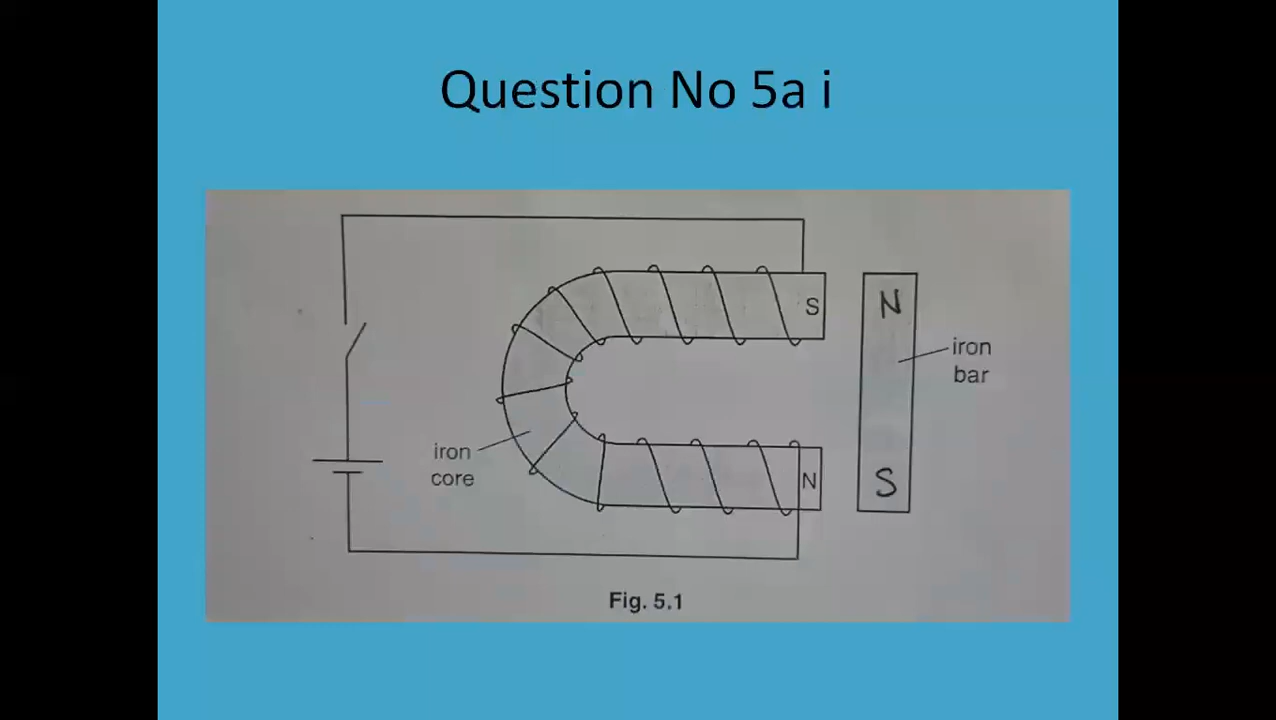 Question No 5a i
S
N
iron
bar
iron
core
N
S
Fig. 5.1